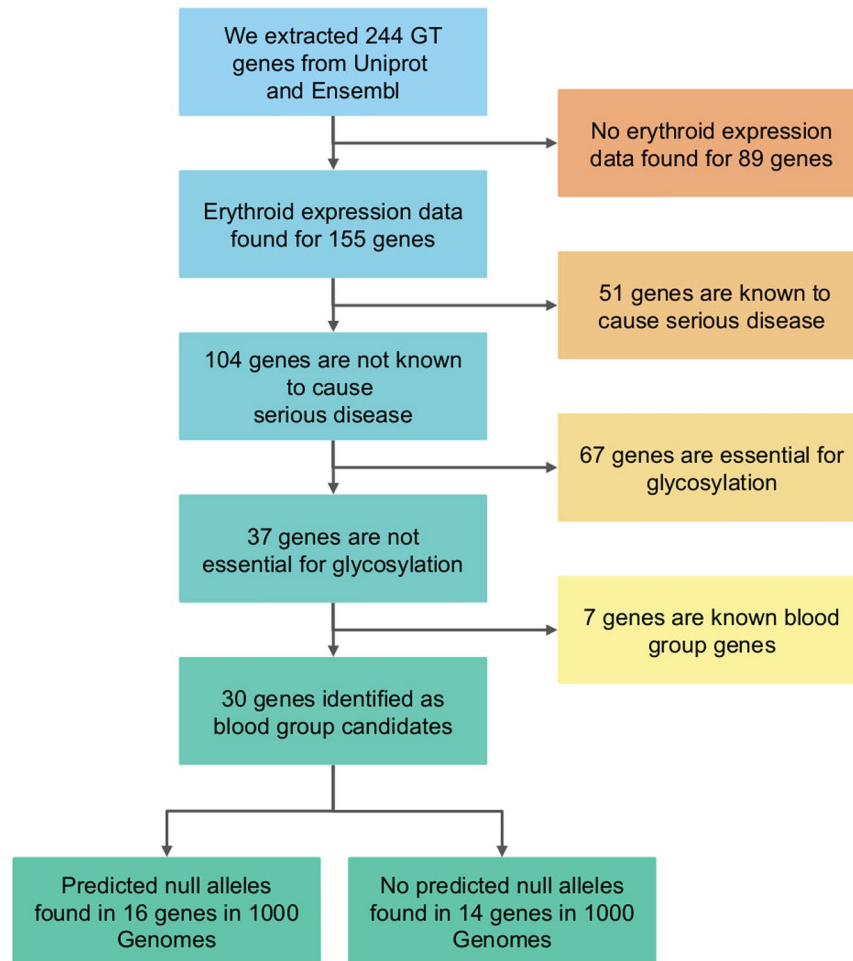 We extracted 244 GT
genes from Uniprot
and Ensembl
No erythroid expression
data found for 89 genes
Erythroid expression data
found for 155 genes
51 genes are known to
cause serious disease
104 genes are not known
to cause
serious disease
67 genes are essential for
glycosylation
37 genes are not
essential for glycosylation
7 genes are known blood
group genes
30 genes identified as
blood group candidates
Predicted null alleles
found in 16 genes in 1000
Genomes
No predicted null alleles
found in 14 genes in 1000
Genomes